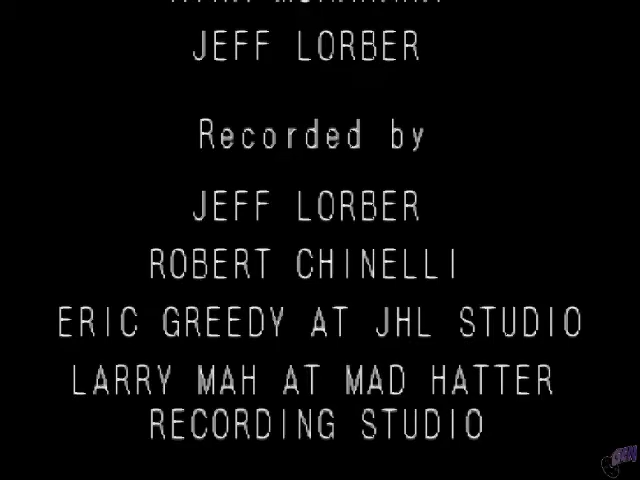 JEFF LORBER
Recorded by
JEFF LORBER
ROBERT CHINELLI
ERIC GREEDY AT JHL STUDIO
LARRY MAH AT MAD HATTER
RECORDING STUDIO